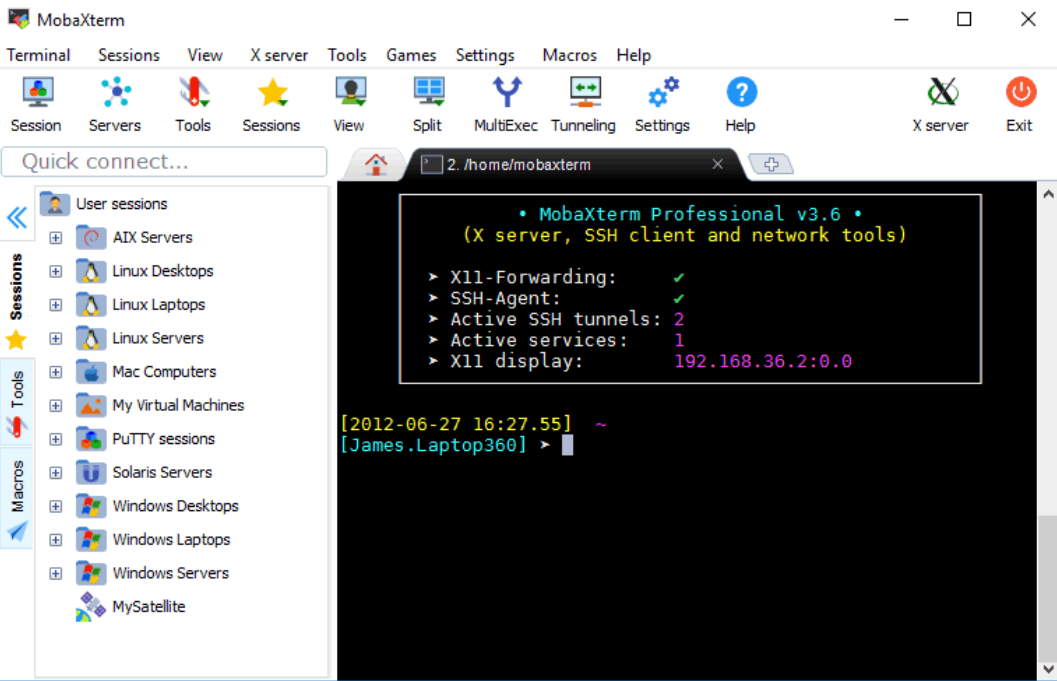 MobaXterm
Terminal Sessions View X server Tools Games Settings Macros Help
Session Servers Tools Sessions View Split MultiExec Tunneling Settings Help X server Exit
Quick connect...
2. /home/mobaxterm
Sessions
Tools
Macros
User sessions
AIX Servers
Linux Desktops
Linux Laptops
Linux Servers
Mac Computers
My Virtual Machines
PuTTY sessions
Solaris Servers
Windows Desktops
Windows Laptops
Windows Servers
MySatellite
• MobaXterm Professional v3.6 •
(X server, SSH client and network tools)
➤ X11-Forwarding: ✔
➤ SSH-Agent: ✔
➤ Active SSH tunnels: 2
➤ Active services: 1
➤ X11 display: 192.168.36.2:0.0
[2012-06-27 16:27.55] ~
[James.Laptop360] ➤